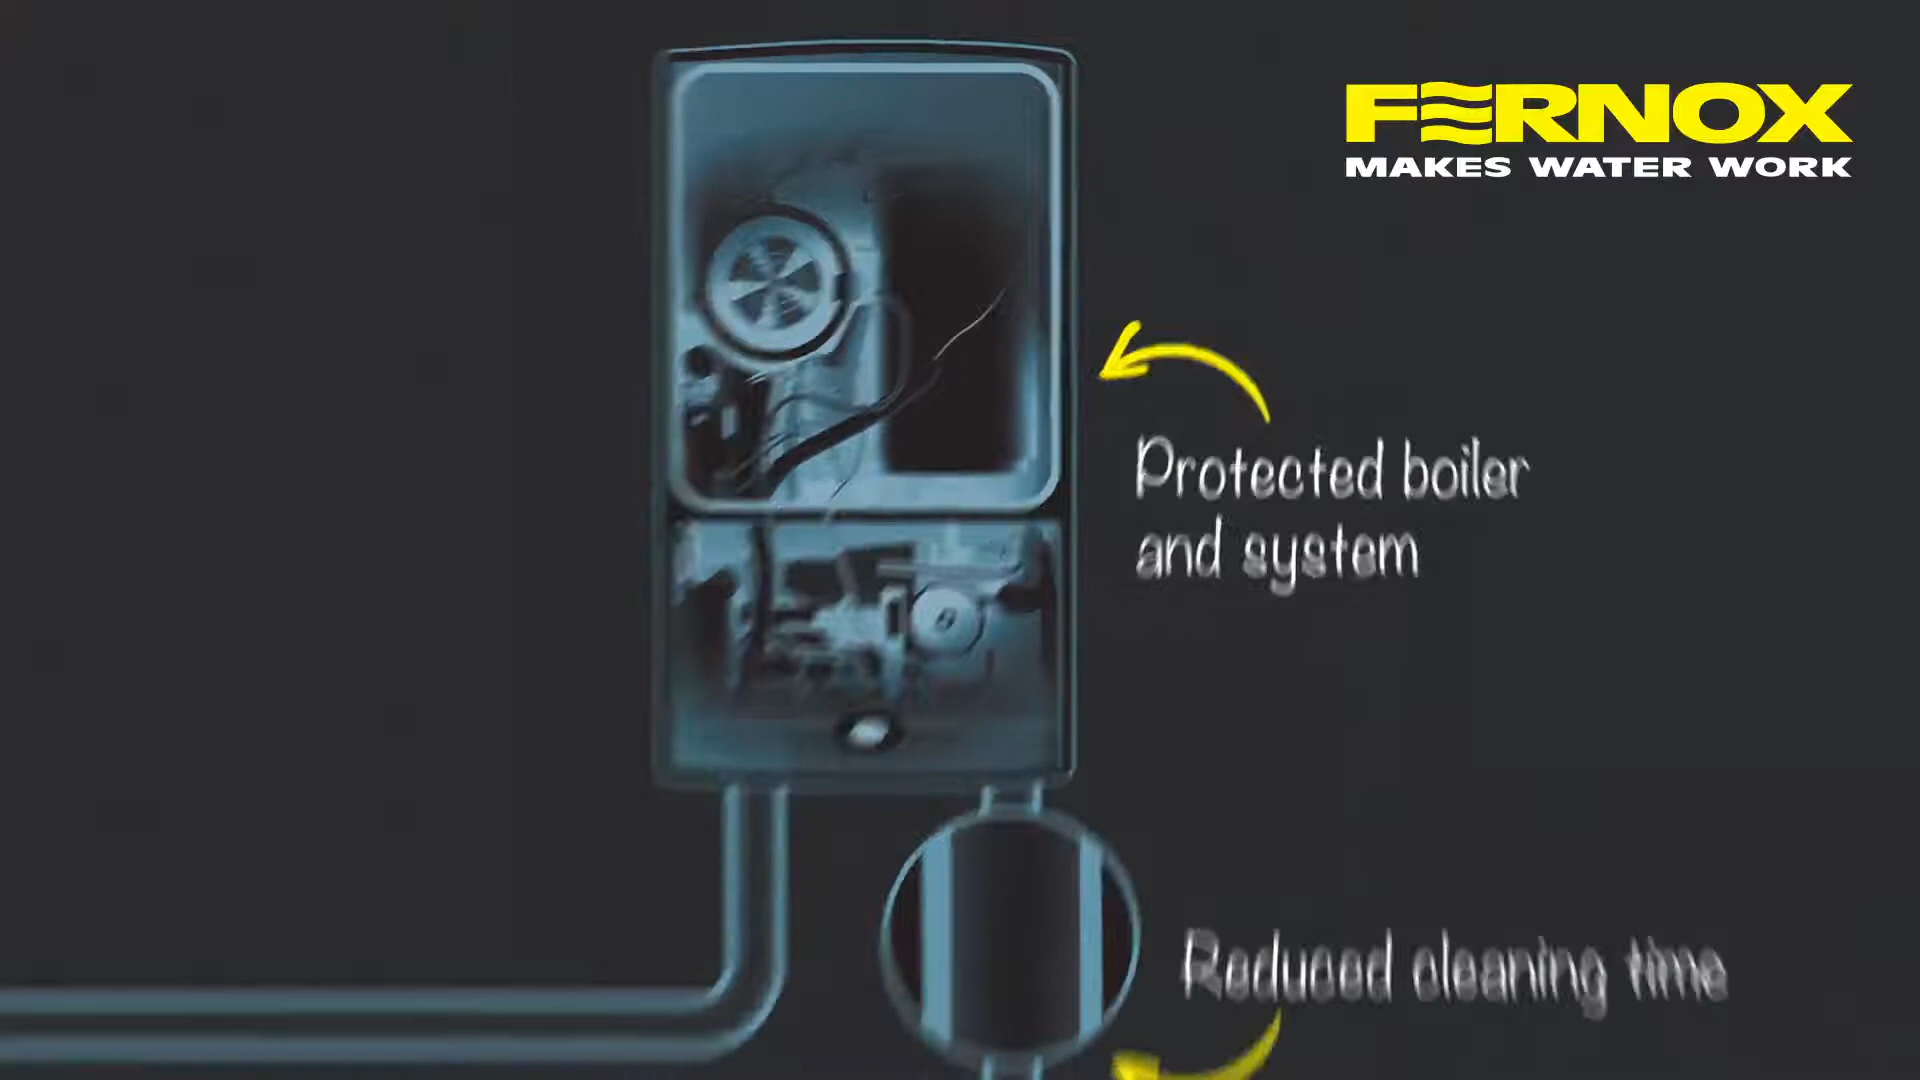 FERNOX
MAKES WATER WORK
Protected boiler
and system
Reduced cleaning time